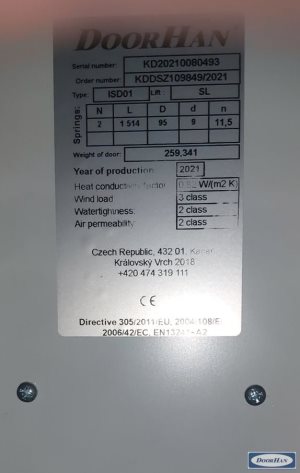 DOORHAN
Serial number: KD20210080493
Order number: KDDSZ109849/2021
Type: ISD01 Lift: SL
Springs: N L D d n
2 1 514 95 9 11,5
Weight of door: 259,341
Year of production 2021
Heat conduction factor W/(m2 K)
Wind load 3 class
Watertighness: 2 class
Air permeability: 2 class
Czech Republic, 432 01,
Královský Vrch 2018
+420 474 319 111
CE
Directive 305/2011/EU, 2004/108/E
2006/42/EC, EN13241-A2
DOORHAN